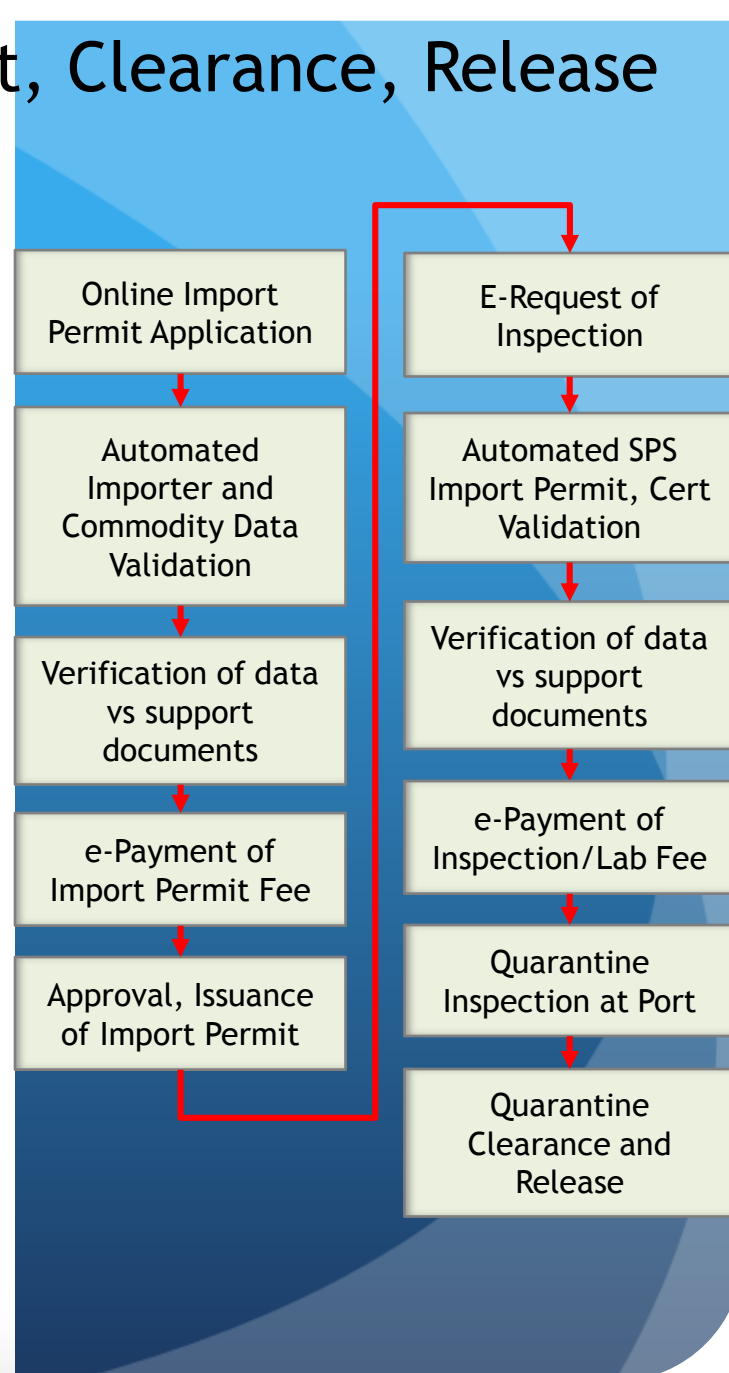 t, Clearance, Release
Online Import
Permit Application
Automated
Importer and
Commodity Data
Validation
Verification of data
vs support
documents
e-Payment of
Import Permit Fee
Approval, Issuance
of Import Permit
E-Request of
Inspection
Automated SPS
Import Permit, Cert
Validation
Verification of data
vs support
documents
e-Payment of
Inspection/Lab Fee
Quarantine
Inspection at Port
Quarantine
Clearance and
Release